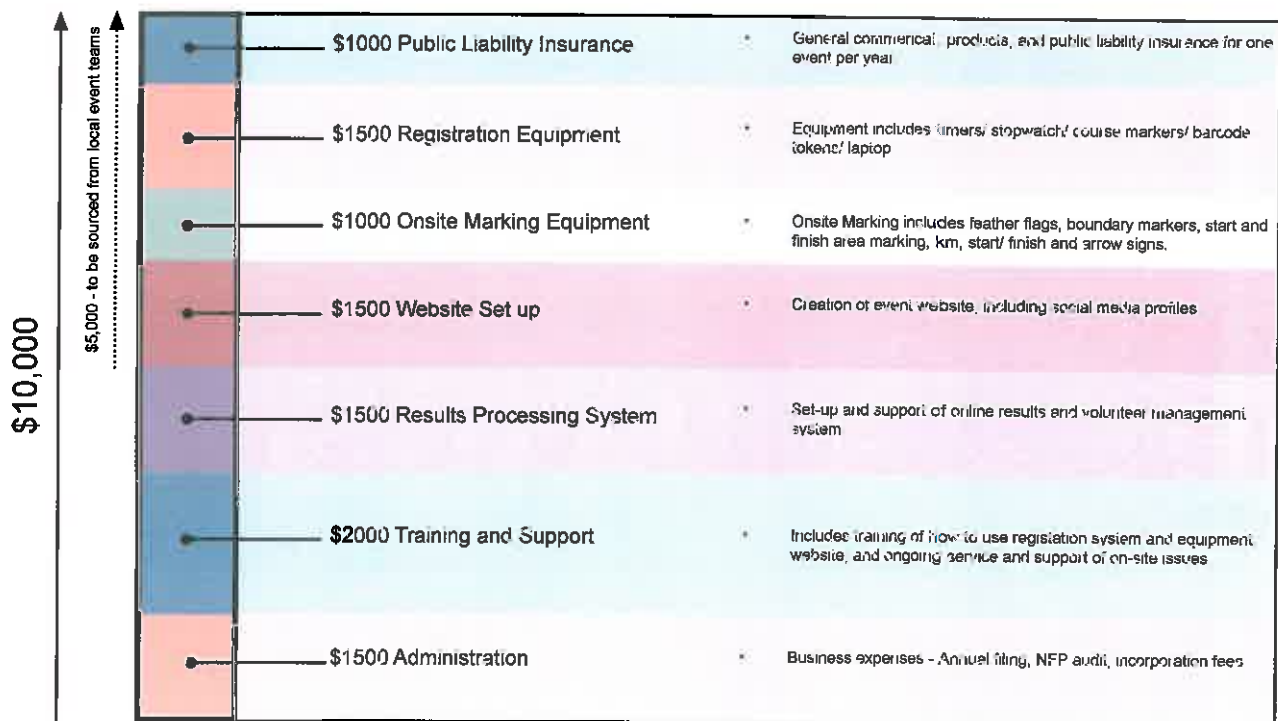 $10,000
$5,000 - to be sourced from local event teams
$1000 Public Liability Insurance
General commerical, products, and public liability insurance for one
event per year
$1500 Registration Equipment
Equipment includes timers/ stopwatch/ course markers/ barcode
tokens/ laptop
$1000 Onsite Marking Equipment
Onsite Marking includes feather flags, boundary markers, start and
finish area marking, km, start/ finish and arrow signs.
$1500 Website Set up
Creation of event website, including social media profiles
$1500 Results Processing System
Set-up and support of online results and volunteer management
system
$2000 Training and Support
Includes training of how to use registation system and equipment
website, and ongoing service and support of on-site issues
$1500 Administration
Business expenses - Annual filing, NFP audit, incorporation fees